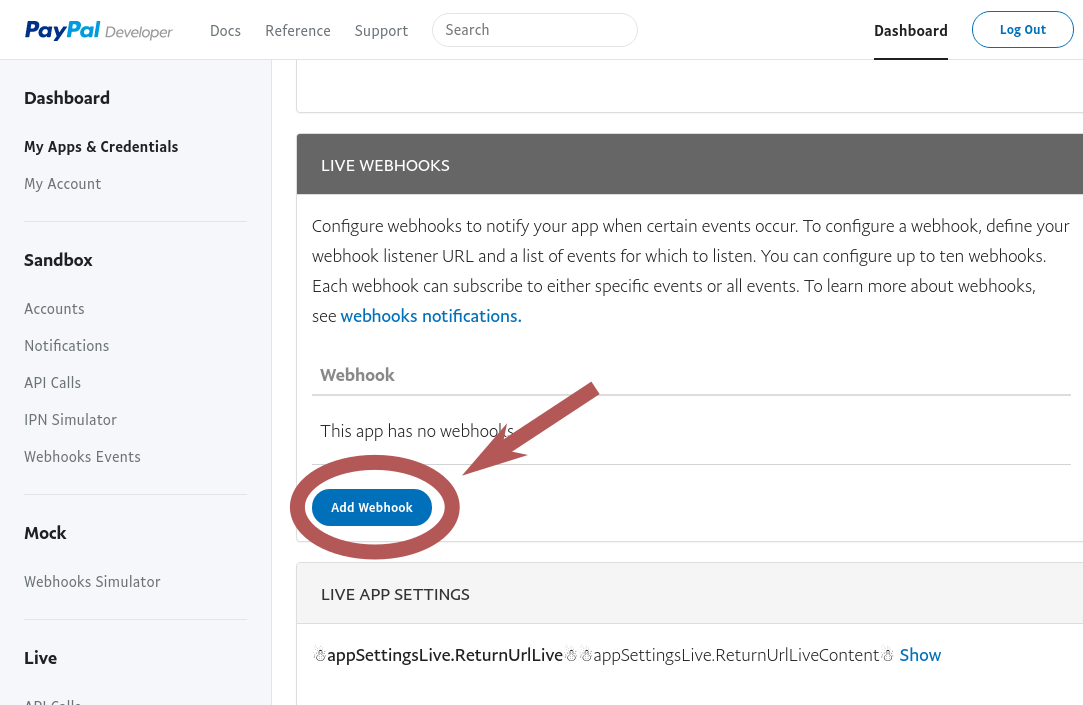 PayPal Developer
Docs
Reference
Support
Search
Dashboard
Log Out
Dashboard
My Apps & Credentials
My Account
Sandbox
Accounts
Notifications
API Calls
IPN Simulator
Webhooks Events
Mock
Webhooks Simulator
Live
API Calls
LIVE WEBHOOKS
Configure webhooks to notify your app when certain events occur. To configure a webhook, define your
webhook listener URL and a list of events for which to listen. You can configure up to ten webhooks.
Each webhook can subscribe to either specific events or all events. To learn more about webhooks,
see webhooks notifications.
Webhook
This app has no webhooks
Add Webhook
LIVE APP SETTINGS
☃appSettingsLive.ReturnUrlLive☃ ☃appSettingsLive.ReturnUrlLiveContent☃ Show